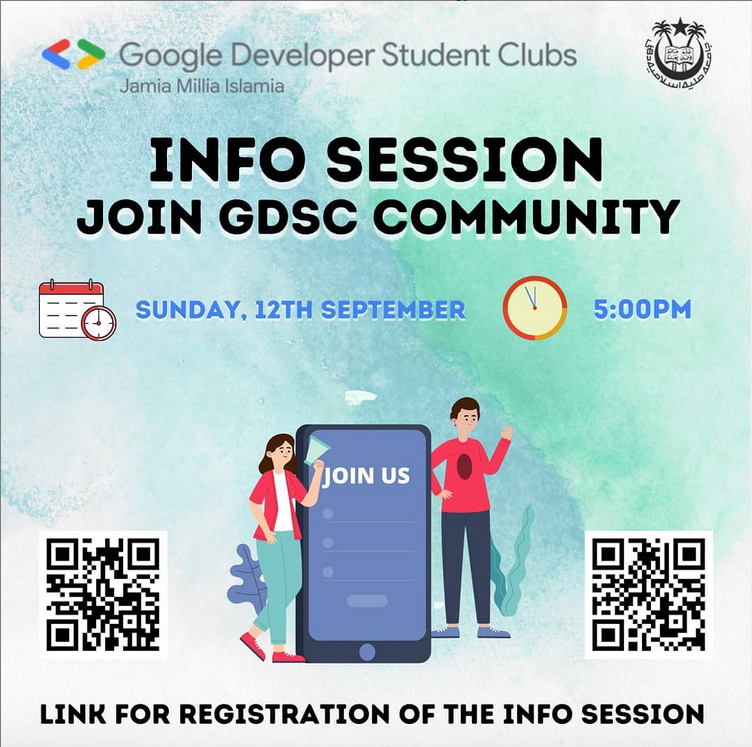 Google Developer Student Clubs
Jamia Millia Islamia
INFO SESSION
JOIN GDSC COMMUNITY
SUNDAY, 12TH SEPTEMBER
5:00PM
JOIN US
LINK FOR REGISTRATION OF THE INFO SESSION